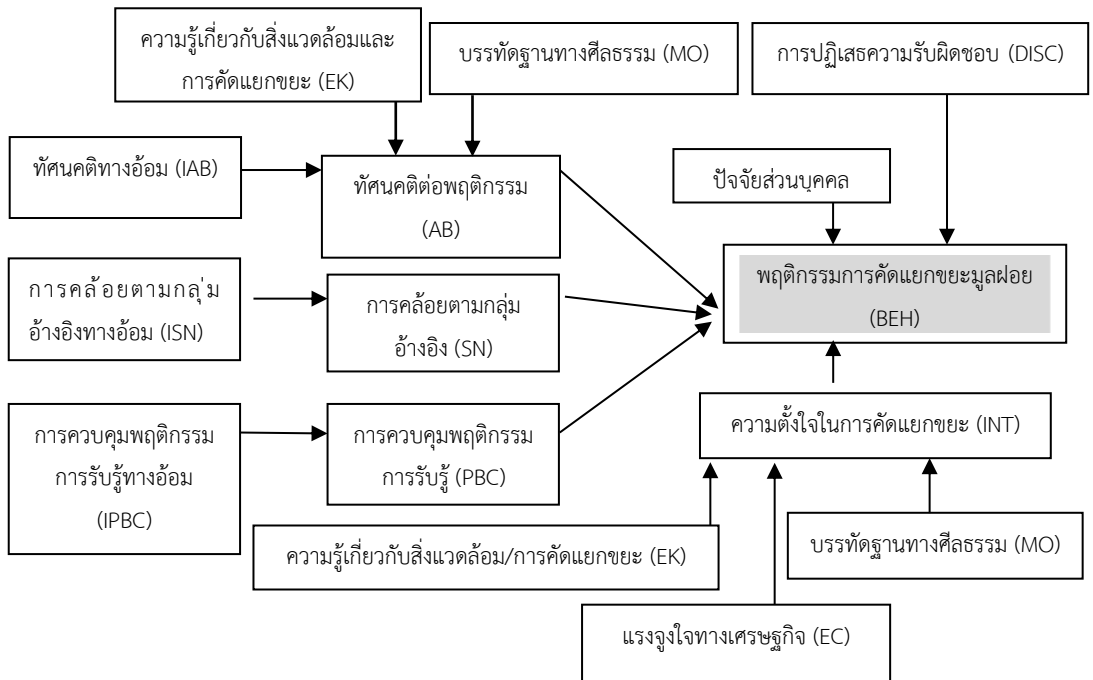 ความรู้เกี่ยวกับสิ่งแวดล้อมและ
การคัดแยกขยะ (EK)
บรรทัดฐานทางศีลธรรม (MO)
การปฏิเสธความรับผิดชอบ (DISC)
ทัศนคติทางอ้อม (IAB)
ทัศนคติต่อพฤติกรรม
(AB)
ปัจจัยส่วนบุคคล
การคล้อยตามกลุ่ม
อ้างอิงทางอ้อม (ISN)
การคล้อยตามกลุ่ม
อ้างอิง (SN)
พฤติกรรมการคัดแยกขยะมูลฝอย
(BEH)
การควบคุมพฤติกรรม
การรับรู้ทางอ้อม
(IPBC)
การควบคุมพฤติกรรม
การรับรู้ (PBC)
ความตั้งใจในการคัดแยกขยะ (INT)
ความรู้เกี่ยวกับสิ่งแวดล้อม/การคัดแยกขยะ (EK)
บรรทัดฐานทางศีลธรรม (MO)
แรงจูงใจทางเศรษฐกิจ (EC)